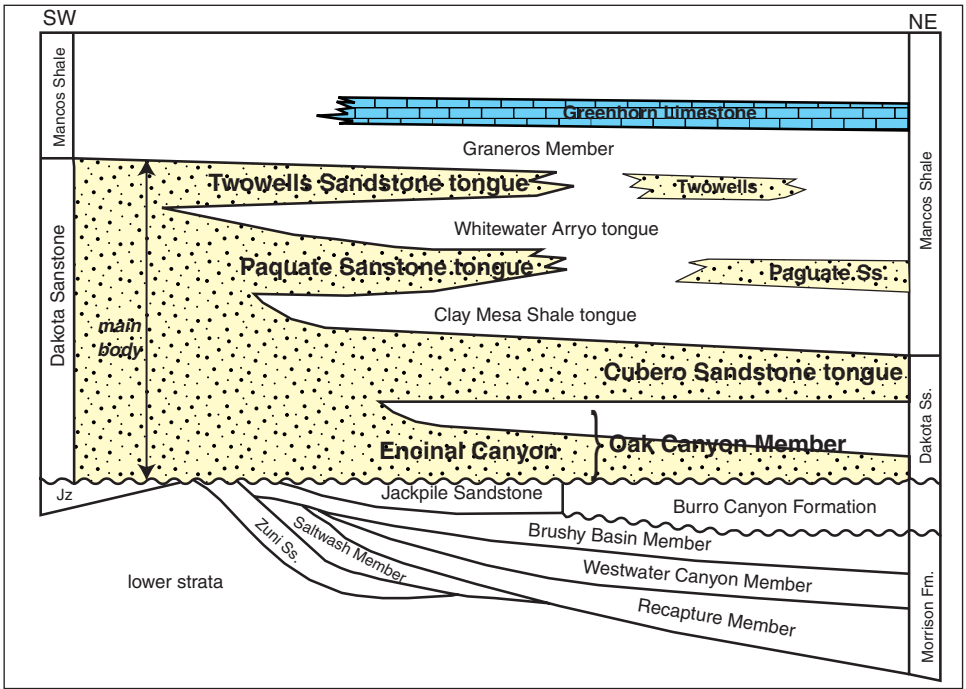 SW
NE
Mancos Shale
Greenhorn Limestone
Graneros Member
Twowells Sandstone tongue
Twowells
Whitewater Arryo tongue
Mancos Shale
Paquate Sanstone tongue
Paguate Ss.
Dakota Sanstone
main
body
Clay Mesa Shale tongue
Cubero Sandstone tongue
Dakota Ss.
Encinal Canyon
Oak Canyon Member
Jz
Jackpile Sandstone
Burro Canyon Formation
Zuni Ss.
Saltwash Member
Brushy Basin Member
Westwater Canyon Member
Recapture Member
lower strata
Morrison Fm.